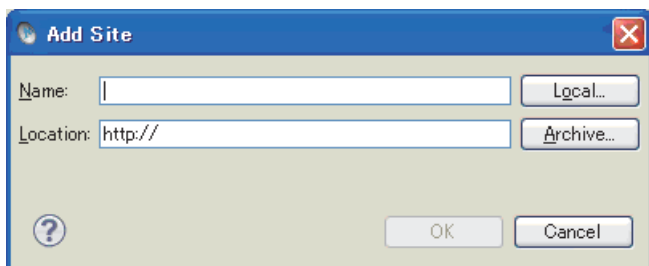 Add Site
Name: Local...
Location: http:// Archive...
? OK Cancel